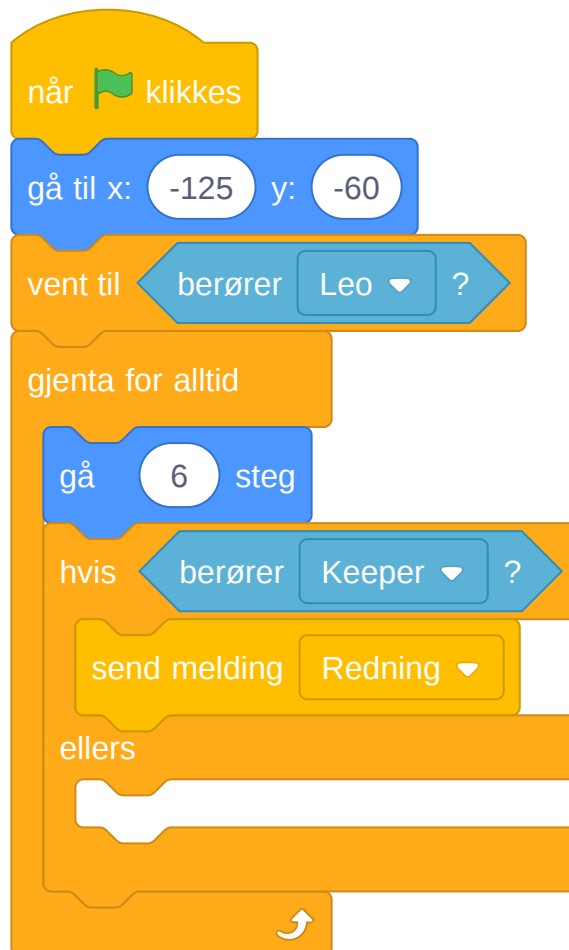 når klikkes
gå til x: -125 y: -60
vent til berører Leo ?
gjenta for alltid
gå 6 steg
hvis berører Keeper ?
send melding Redning
ellers